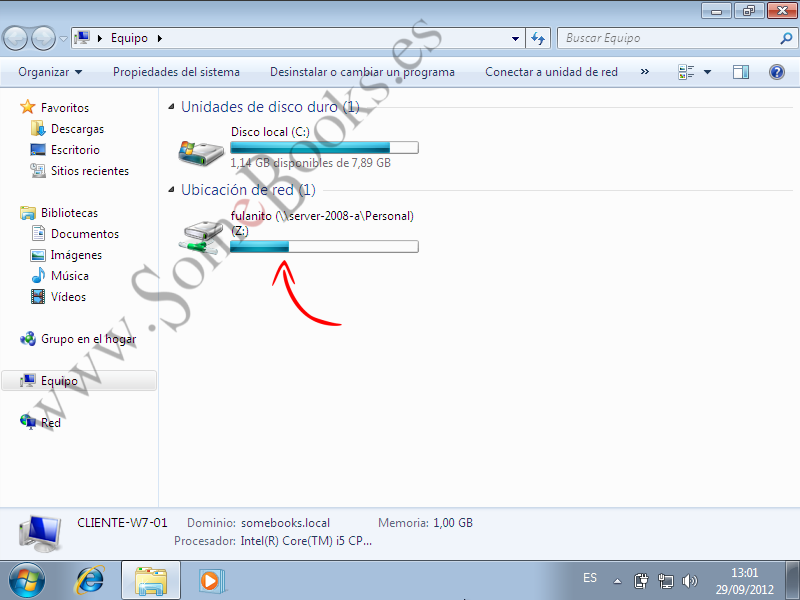 Equipo
Buscar Equipo
Organizar
Propiedades del sistema
Desinstalar o cambiar un programa
Conectar a unidad de red
»
Favoritos
Descargas
Escritorio
Sitios recientes
Bibliotecas
Documentos
Imágenes
Música
Vídeos
Grupo en el hogar
Equipo
Red
Unidades de disco duro (1)
Disco local (C:)
1,14 GB disponibles de 7,89 GB
Ubicación de red (1)
fulanito (\\server-2008-a\Personal)
(Z:)
www.SomeBooks.es
CLIENTE-W7-01
Dominio: somebooks.local
Memoria: 1,00 GB
Procesador: Intel(R) Core(TM) i5 CP...
ES
13:01
29/09/2012